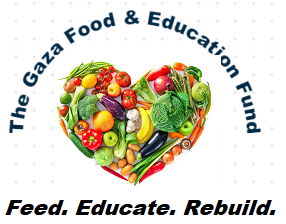 The Gaza Food & Education Fund
Feed. Educate. Rebuild.